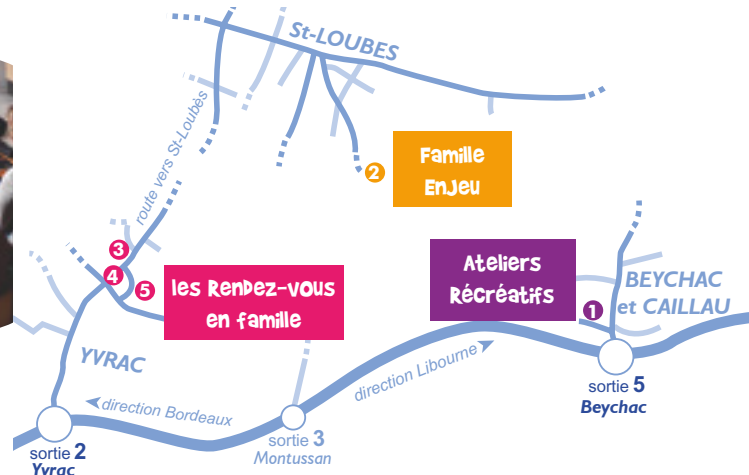 St-LOUBES
route vers St-Loubès
2
Famille
EnJeu
3
4
5
les Rendez-vous
en famille
Ateliers
Récréatifs
1
BEYCHAC
et CAILLAU
YVRAC
direction Libourne
direction Bordeaux
sortie 5
Beychac
sortie 3
Montussan
sortie 2
Yvrac